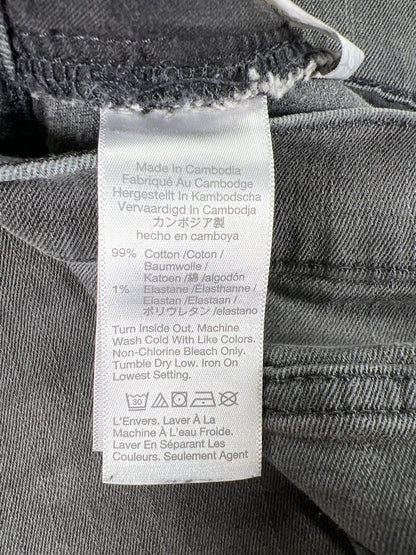 Made In Cambodia
Fabriqué Au Cambodge
Hergestellt In Kambodscha
Vervaardigd In Cambodja
カンボジア製
hecho en camboya
99% Cotton /Coton/
Baumwolle/
Katoen /綿 /algodón
1% Elastane /Élasthanne/
Elastan /Elastaan/
ポリウレタン /elastano
Turn Inside Out. Machine
Wash Cold With Like Colors.
Non-Chlorine Bleach Only.
Tumble Dry Low. Iron On
Lowest Setting.
30
L'Envers. Laver À La
Machine À L'eau Froide.
Laver En Séparant Les
Couleurs. Seulement Agent